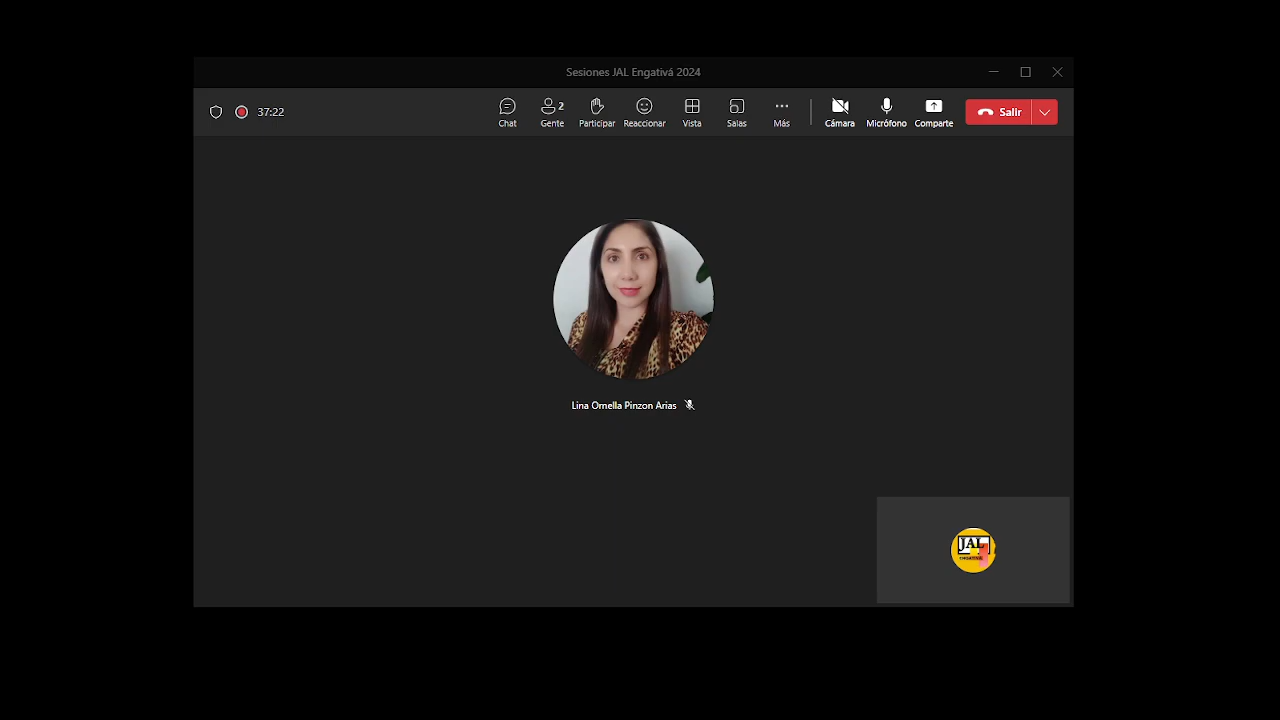 Sesiones JAL Engativá 2024
37:22
Chat
Gente 2
Participar
Reaccionar
Vista
Salas
Más
Cámara
Micrófono
Comparte
Salir
Lina Ornella Pinzon Arias
JAL
ENGATIVÁ